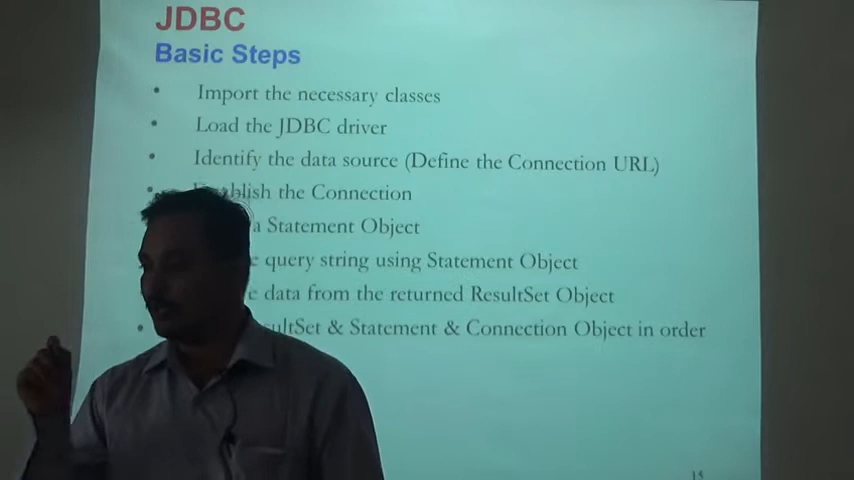 JDBC
Basic Steps
• Import the necessary classes
• Load the JDBC driver
• Identify the data source (Define the Connection URL)
• the Connection
a Statement Object
query string using Statement Object
data from the returned ResultSet Object
• & Statement & Connection Object in order